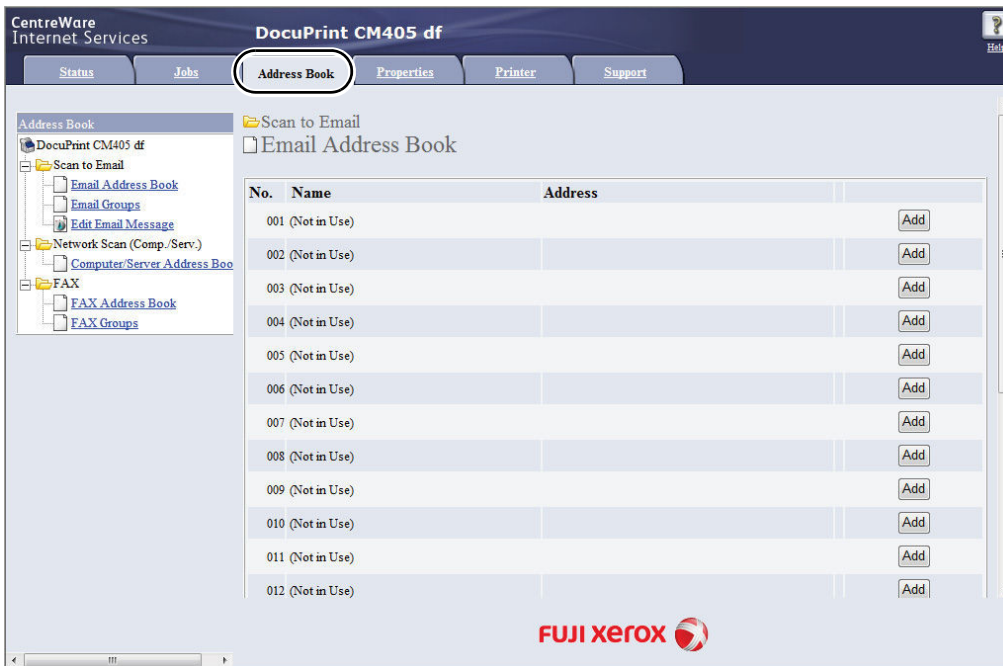 CentreWare
Internet Services
DocuPrint CM405 df
Help
Status
Jobs
Address Book
Properties
Printer
Support
Address Book
DocuPrint CM405 df
Scan to Email
Email Address Book
Email Groups
Edit Email Message
Network Scan (Comp./Serv.)
Computer/Server Address Boo
FAX
FAX Address Book
FAX Groups
Scan to Email
Email Address Book
No. Name Address
001 (Not in Use) Add
002 (Not in Use) Add
003 (Not in Use) Add
004 (Not in Use) Add
005 (Not in Use) Add
006 (Not in Use) Add
007 (Not in Use) Add
008 (Not in Use) Add
009 (Not in Use) Add
010 (Not in Use) Add
011 (Not in Use) Add
012 (Not in Use) Add
FUJI xerox